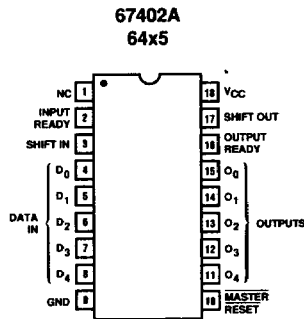 67402A
64x5
NC 1
18 VCC
INPUT
READY 2
17 SHIFT OUT
SHIFT IN 3
16 OUTPUT
READY
D0 4
15 O0
D1 5
14 O1
DATA
IN
D2 6
13 O2
OUTPUTS
D3 7
12 O3
D4 8
11 O4
GND 9
10 MASTER
RESET